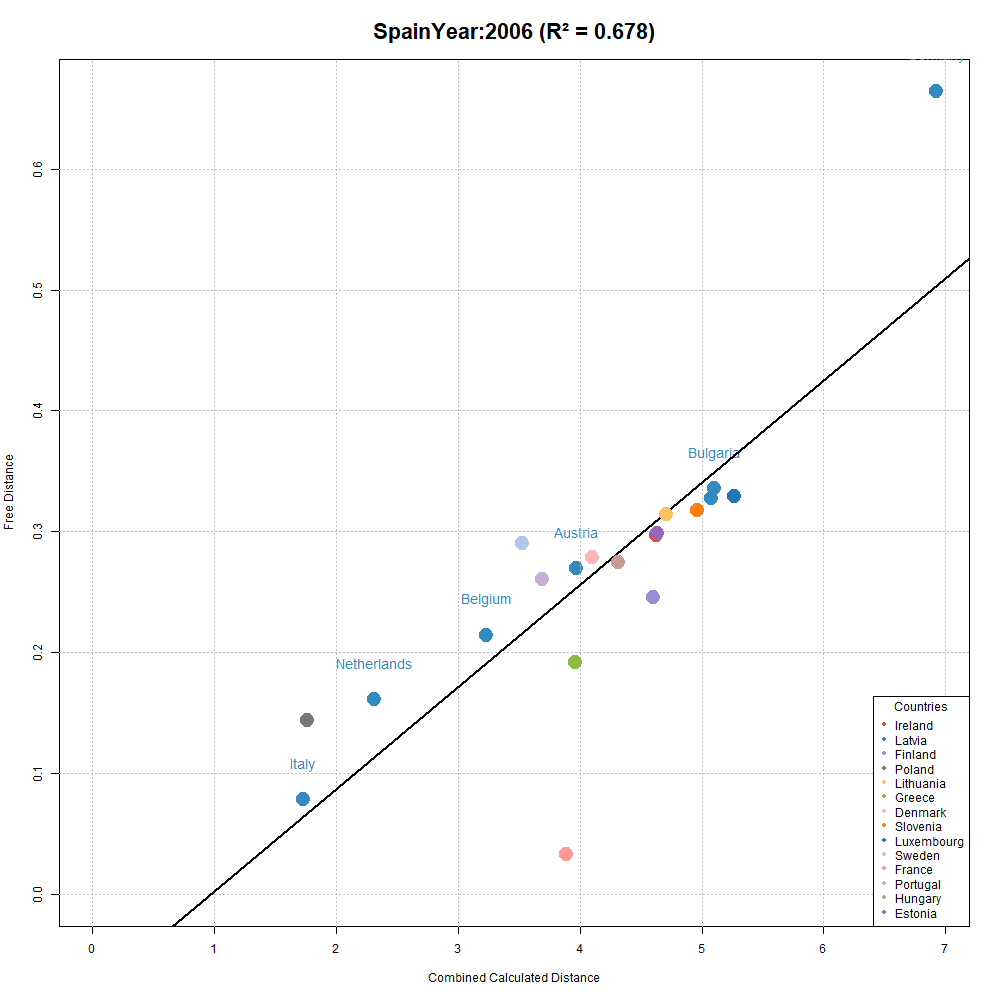 SpainYear:2006 (R² = 0.678)
Free Distance
0.6
0.5
0.4
0.3
0.2
0.1
0.0
Bulgaria
Austria
Belgium
Netherlands
Italy
Countries
Ireland
Latvia
Finland
Poland
Lithuania
Greece
Denmark
Slovenia
Luxembourg
Sweden
France
Portugal
Hungary
Estonia
0 1 2 3 4 5 6 7
Combined Calculated Distance